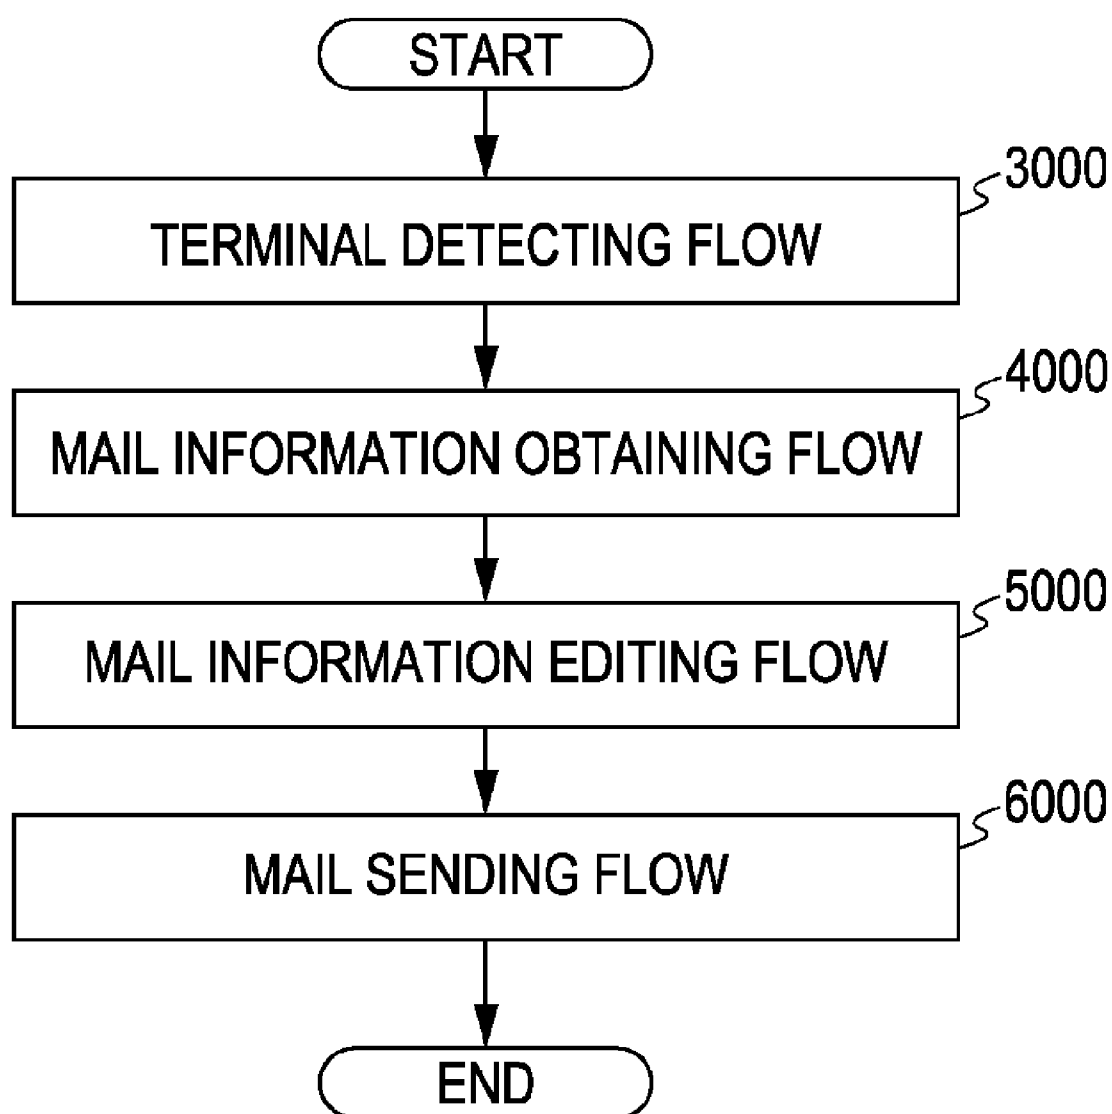 START
3000
TERMINAL DETECTING FLOW
4000
MAIL INFORMATION OBTAINING FLOW
5000
MAIL INFORMATION EDITING FLOW
6000
MAIL SENDING FLOW
END